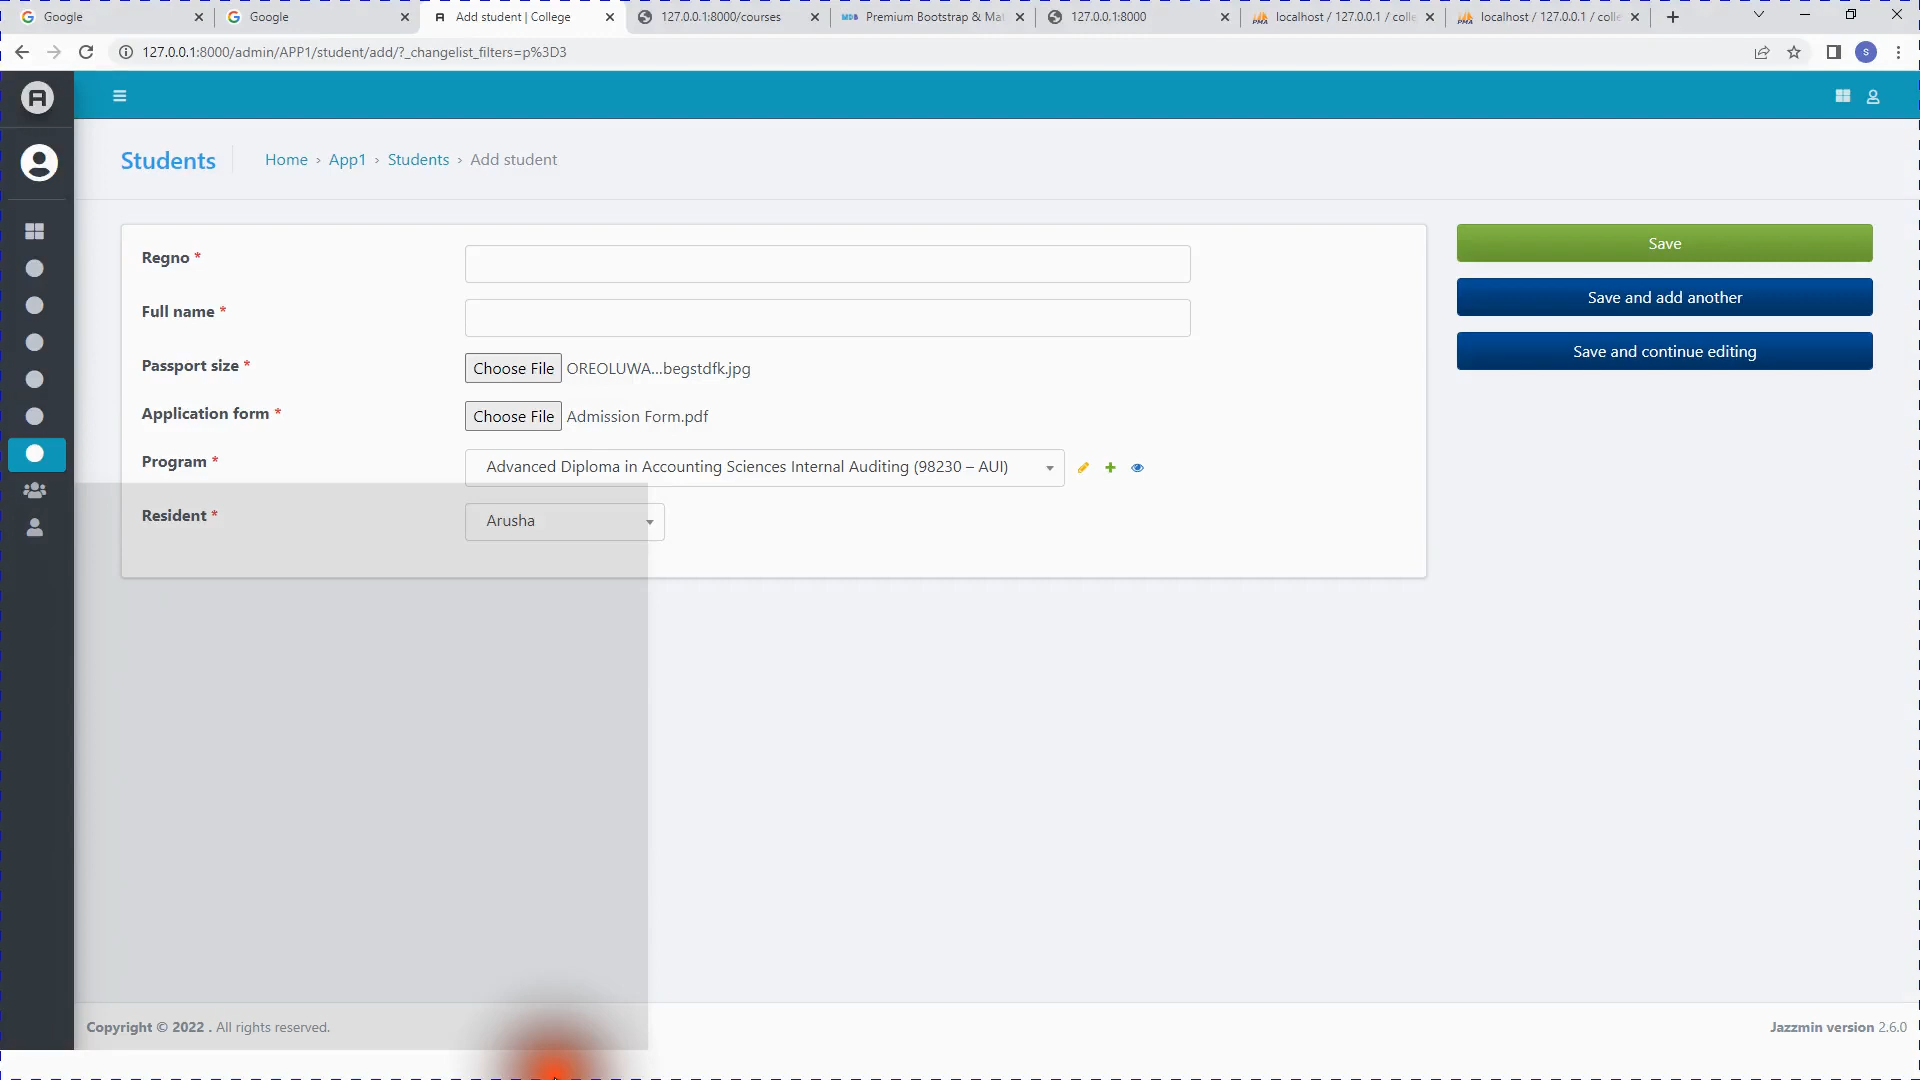 Google
Google
Add student | College
127.0.0.1:8000/courses
Premium Bootstrap & Ma
127.0.0.1:8000
localhost / 127.0.0.1 / colle
localhost / 127.0.0.1 / colle
127.0.0.1:8000/admin/APP1/student/add/?_changelist_filters=p%3D3
S
Students
Home › App1 › Students › Add student
Regno *
Full name *
Passport size *
Choose File OREOLUWA...begstdfk.jpg
Application form *
Choose File Admission Form.pdf
Program *
Advanced Diploma in Accounting Sciences Internal Auditing (98230 – AUI)
Resident *
Arusha
Save
Save and add another
Save and continue editing
Copyright © 2022 . All rights reserved.
Jazzmin version 2.6.0